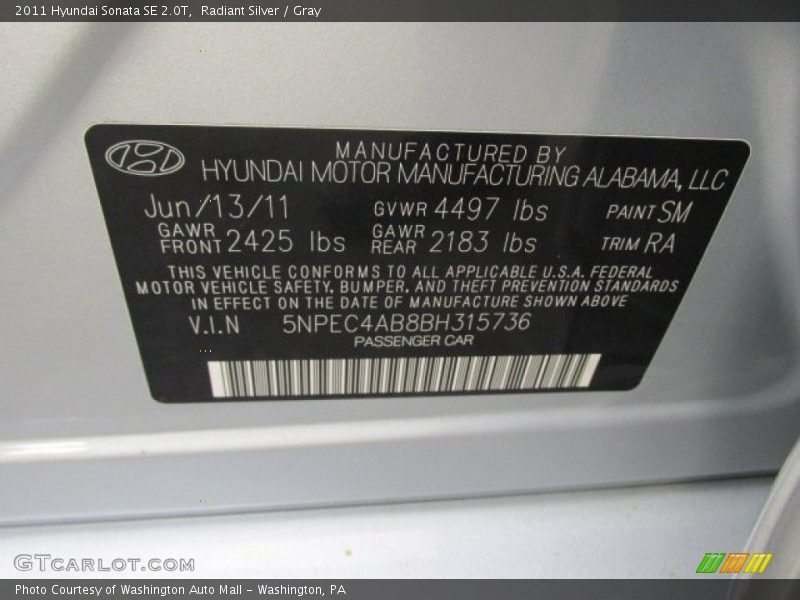 2011 Hyundai Sonata SE 2.0T, Radiant Silver / Gray
MANUFACTURED BY
HYUNDAI MOTOR MANUFACTURING ALABAMA, LLC
Jun/13/11 GVWR 4497 lbs PAINT SM
GAWR FRONT 2425 lbs GAWR REAR 2183 lbs TRIM RA
THIS VEHICLE CONFORMS TO ALL APPLICABLE U.S.A. FEDERAL
MOTOR VEHICLE SAFETY, BUMPER, AND THEFT PREVENTION STANDARDS
IN EFFECT ON THE DATE OF MANUFACTURE SHOWN ABOVE
V.I.N 5NPEC4AB8BH315736
PASSENGER CAR
GTCARLOT.COM
Photo Courtesy of Washington Auto Mall - Washington, PA